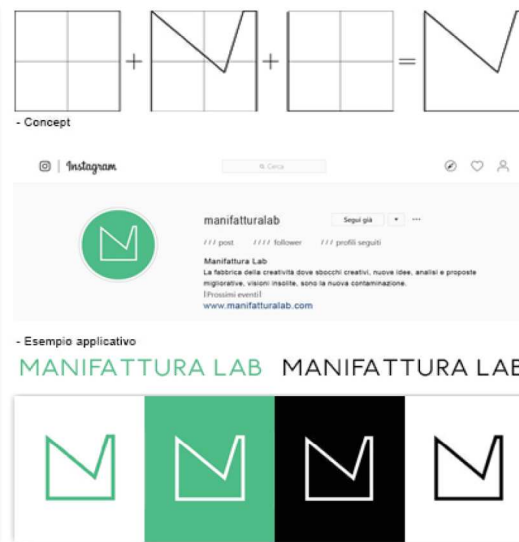 + + =
- Concept
Instagram Cerca
manifatturalab Segui già ...
/// post //// follower /// profili seguiti
Manifattura Lab
La fabbrica della creatività dove sbocchi creativi, nuove idee, analisi e proposte
migliorative, visioni insolite, sono la nuova contaminazione.
[Prossimi eventi]
www.manifatturalab.com
- Esempio applicativo
MANIFATTURA LAB MANIFATTURA LAB